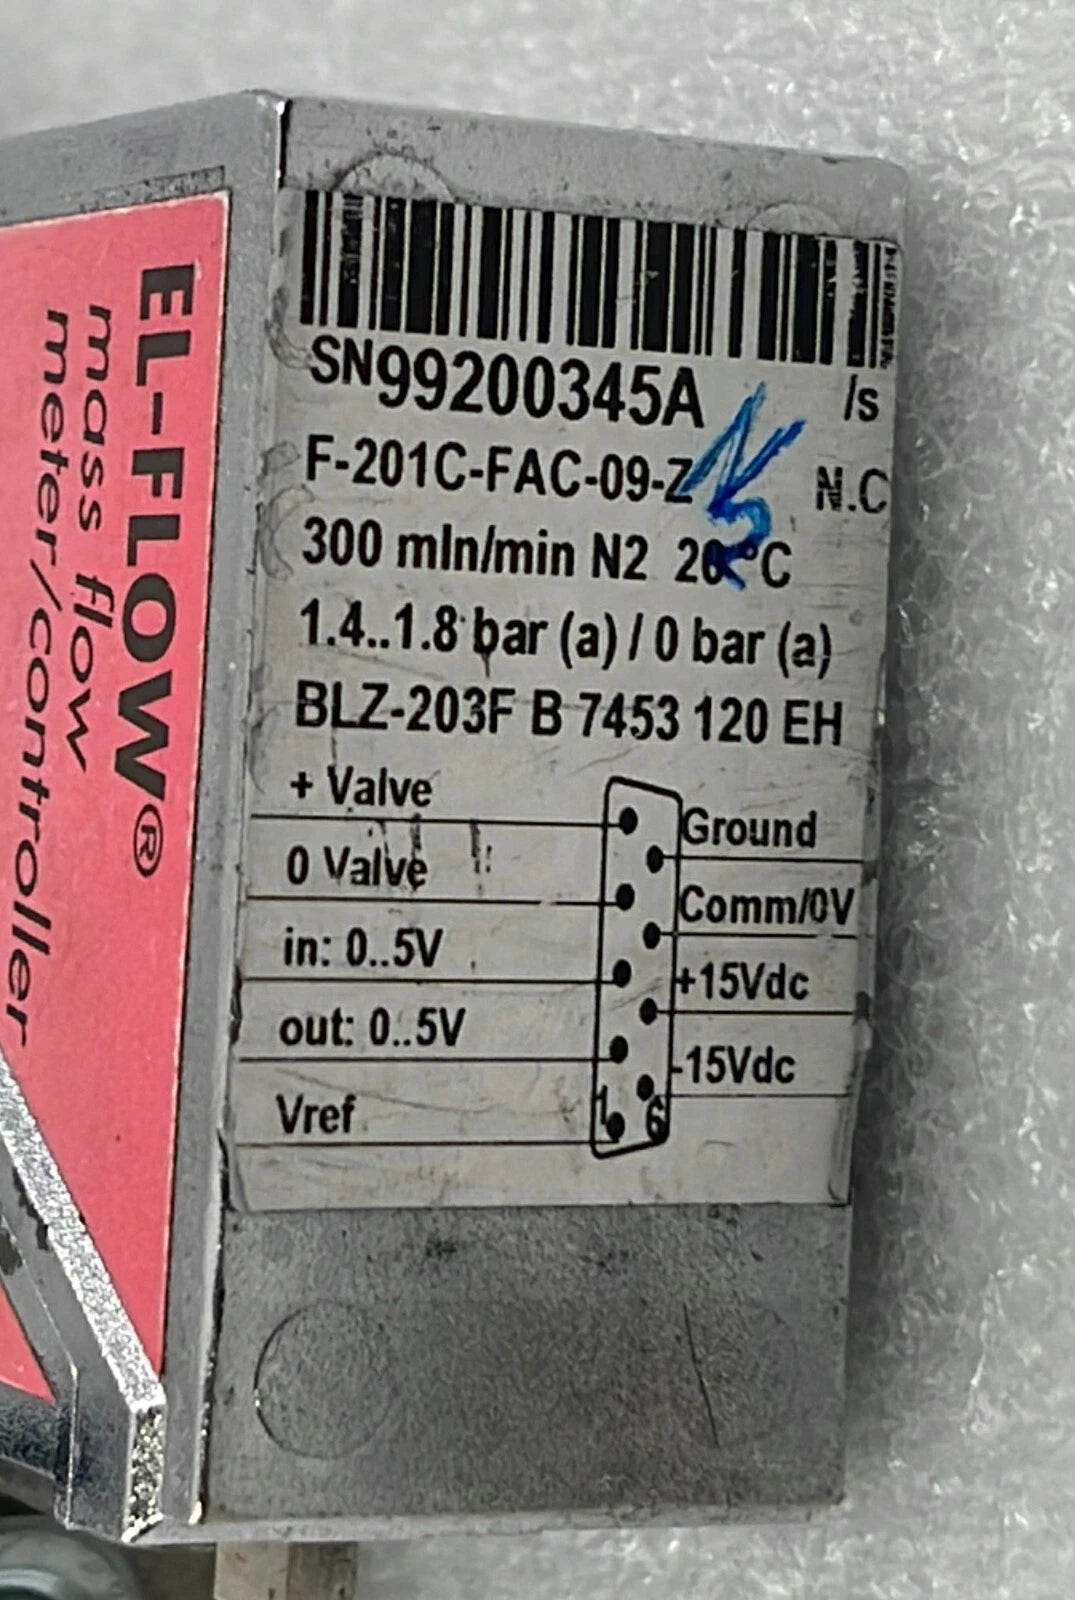 EL-FLOW®
mass flow
meter/controller
SN99200345A /s
F-201C-FAC-09-Z N.C
300 mln/min N2 20 °C
1.4..1.8 bar (a) / 0 bar (a)
BLZ-203F B 7453 120 EH
+ Valve
Ground
0 Valve
Comm/0V
in: 0..5V
+15Vdc
out: 0..5V
-15Vdc
Vref
1 6